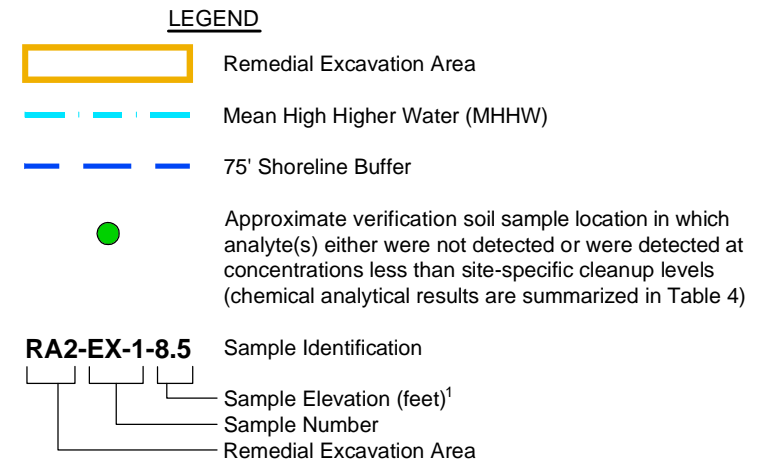 LEGEND
Remedial Excavation Area
Mean High Higher Water (MHHW)
75' Shoreline Buffer
Approximate verification soil sample location in which
analyte(s) either were not detected or were detected at
concentrations less than site-specific cleanup levels
(chemical analytical results are summarized in Table 4)
RA2-EX-1-8.5 Sample Identification
Sample Elevation (feet)¹
Sample Number
Remedial Excavation Area